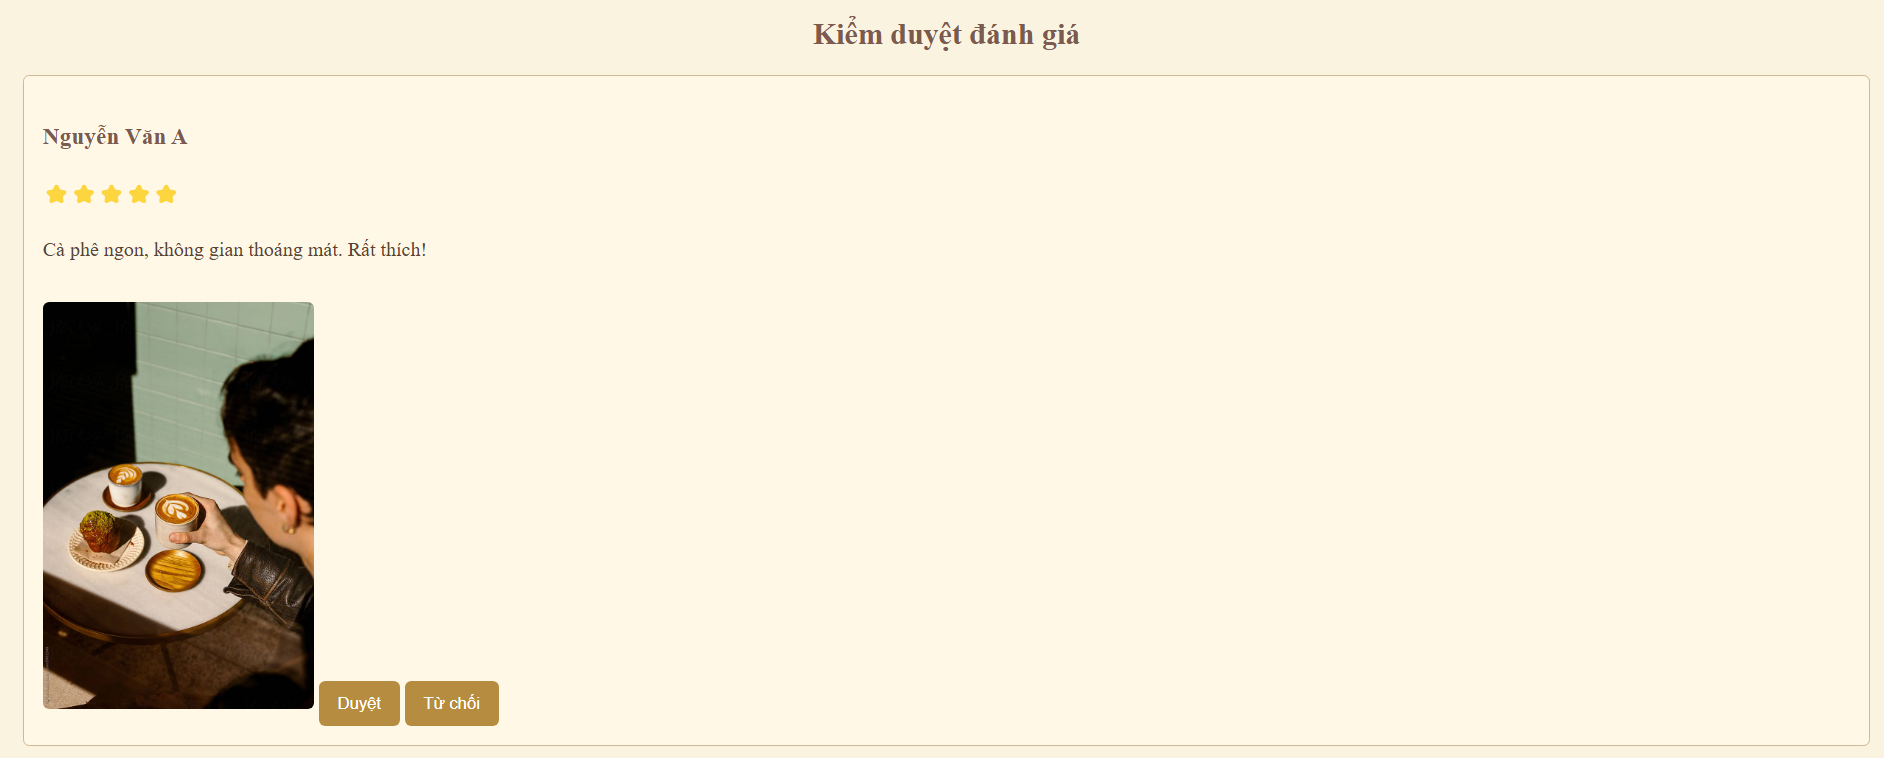 Kiểm duyệt đánh giá
Nguyễn Văn A
Cà phê ngon, không gian thoáng mát. Rất thích!
Duyệt
Từ chối